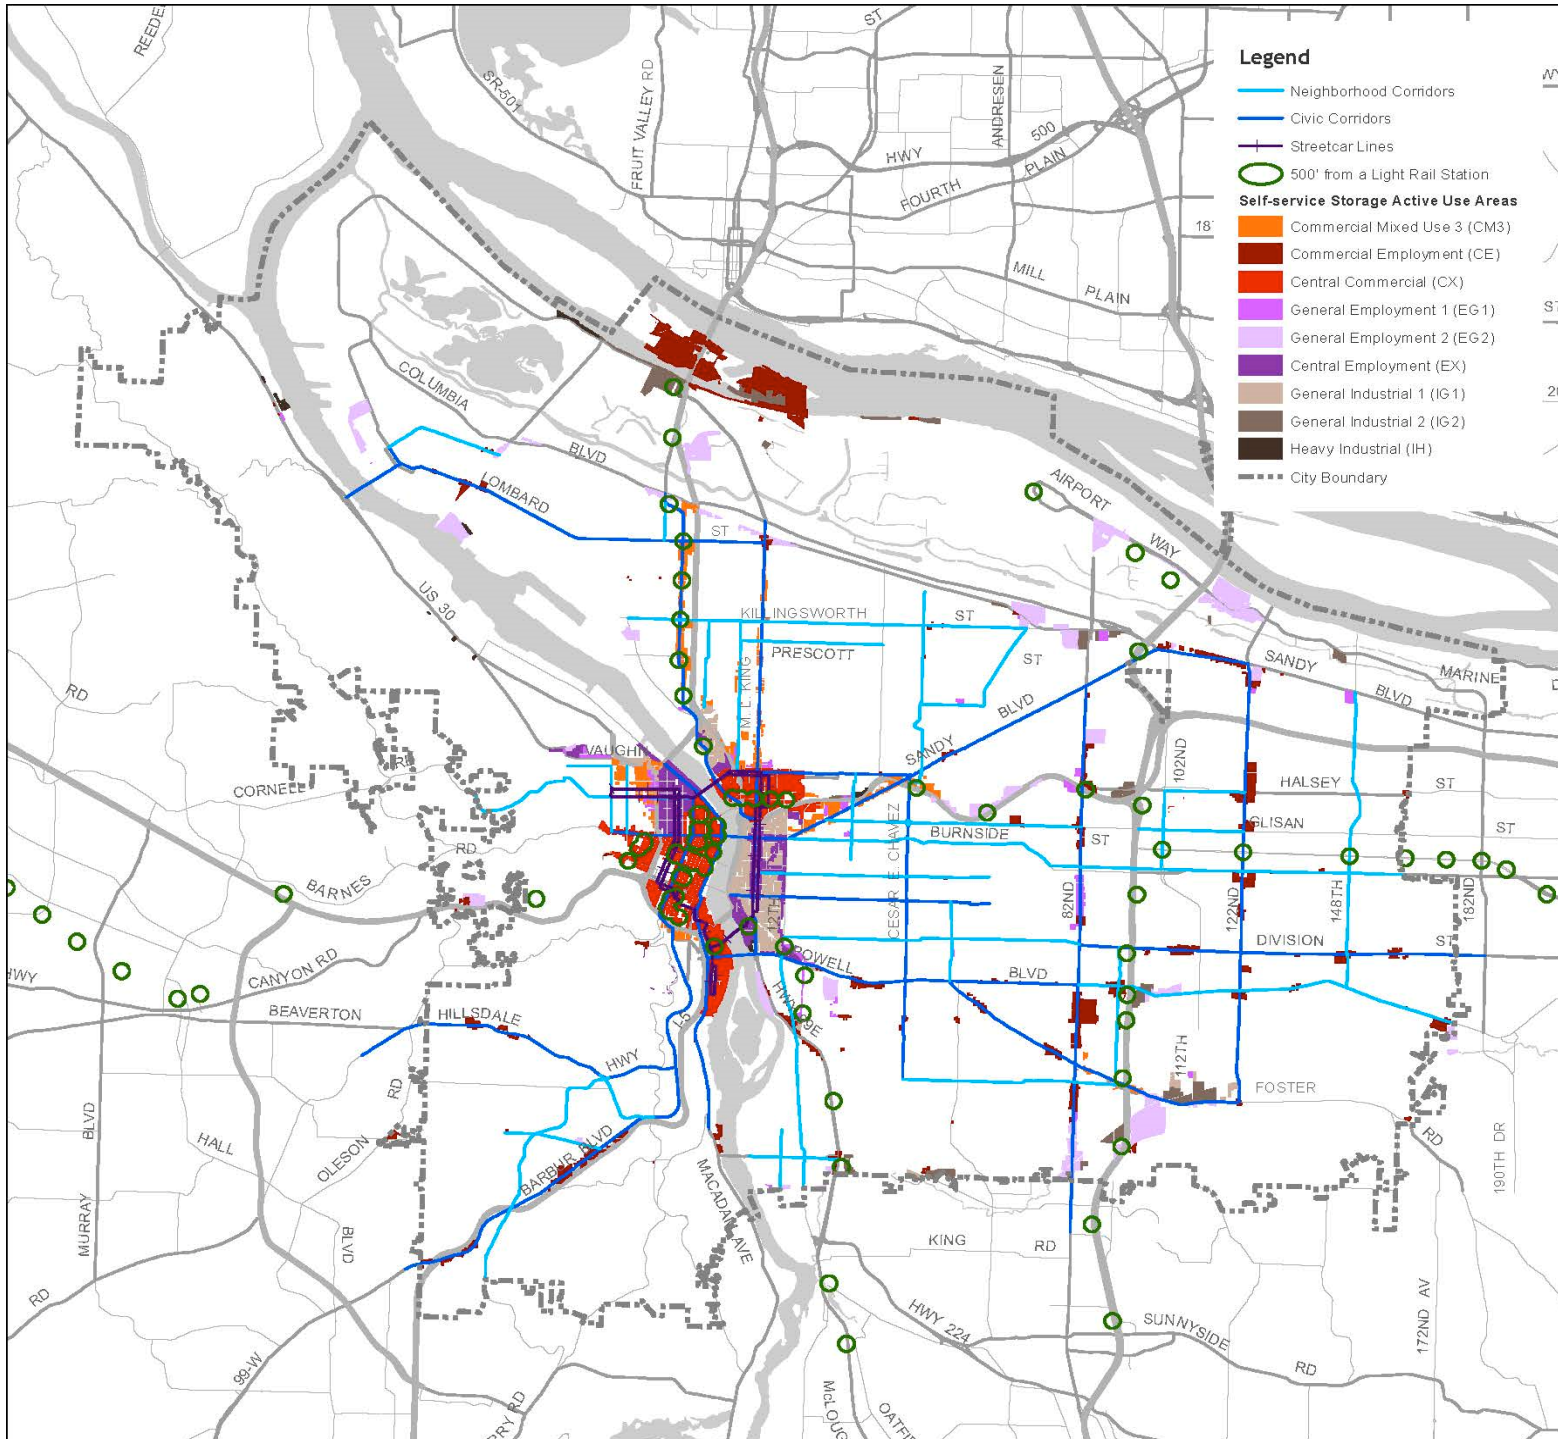 Legend
Neighborhood Corridors
Civic Corridors
Streetcar Lines
500' from a Light Rail Station
Self-service Storage Active Use Areas
Commercial Mixed Use 3 (CM3)
Commercial Employment (CE)
Central Commercial (CX)
General Employment 1 (EG1)
General Employment 2 (EG2)
Central Employment (EX)
General Industrial 1 (IG1)
General Industrial 2 (IG2)
Heavy Industrial (IH)
City Boundary
ST
SR-501
FRUIT VALLEY RD
ANDRESEN
HWY
500
FOURTH
PLAIN
MILL
PLAIN
COLUMBIA
BLVD
LOMBARD
ST
AIRPORT
WAY
US 30
KILLINGSWORTH
ST
PRESCOTT
ST
M. L. KING
SANDY
BLVD
MARINE
RD
SANDY
BLVD
VAUGHN
RD
CORNELL
102ND
HALSEY
ST
GLISAN
BURNSIDE
ST
ST
RD
BARNES
CESAR E. CHAVEZ
82ND
122ND
148TH
182ND
12TH
DIVISION
ST
POWELL
BLVD
CANYON RD
HWY
BEAVERTON
HILLSDALE
HWY
I-5
HWY 99E
112TH
FOSTER
RD
BLVD
MURRAY
HALL
BLVD
OLESON
RD
BARBUR BLVD
MACADAM AVE
190TH DR
KING
RD
RD
99-W
HWY 224
SUNNYSIDE
RD
172ND AV